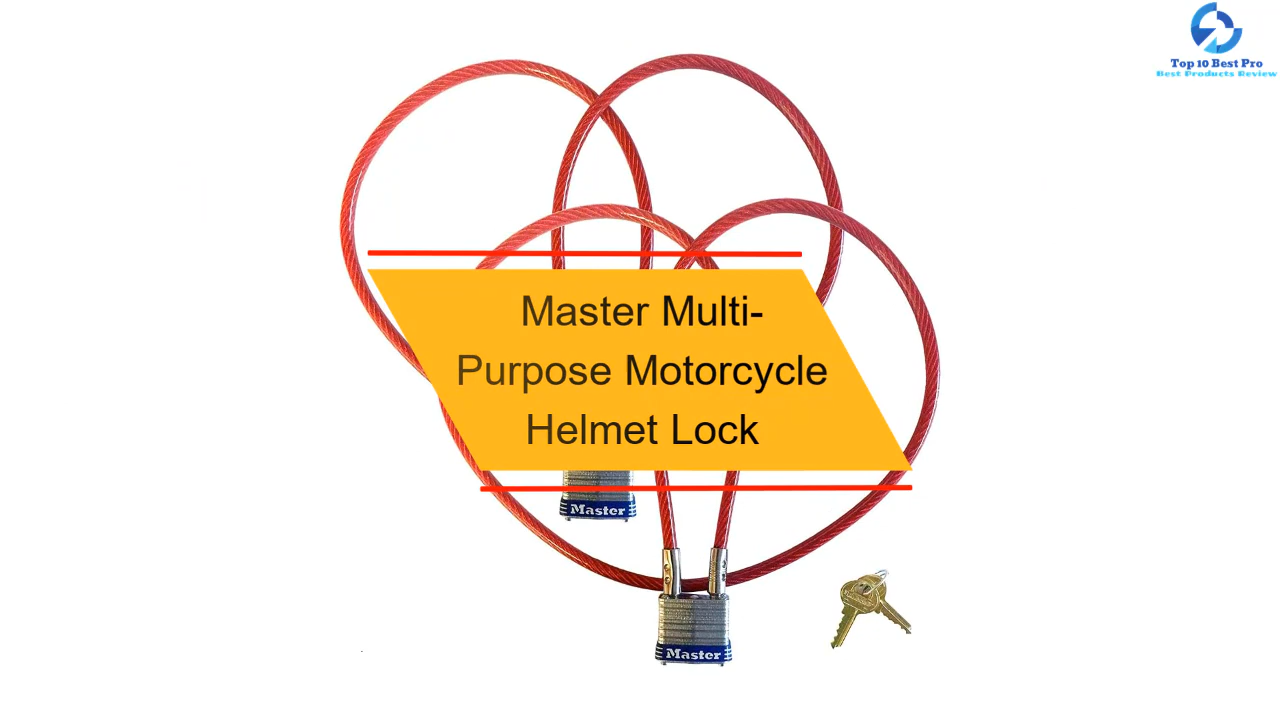 Top 10 Best Pro
Best Products Review
Master Multi-
Purpose Motorcycle
Helmet Lock
Master
Master